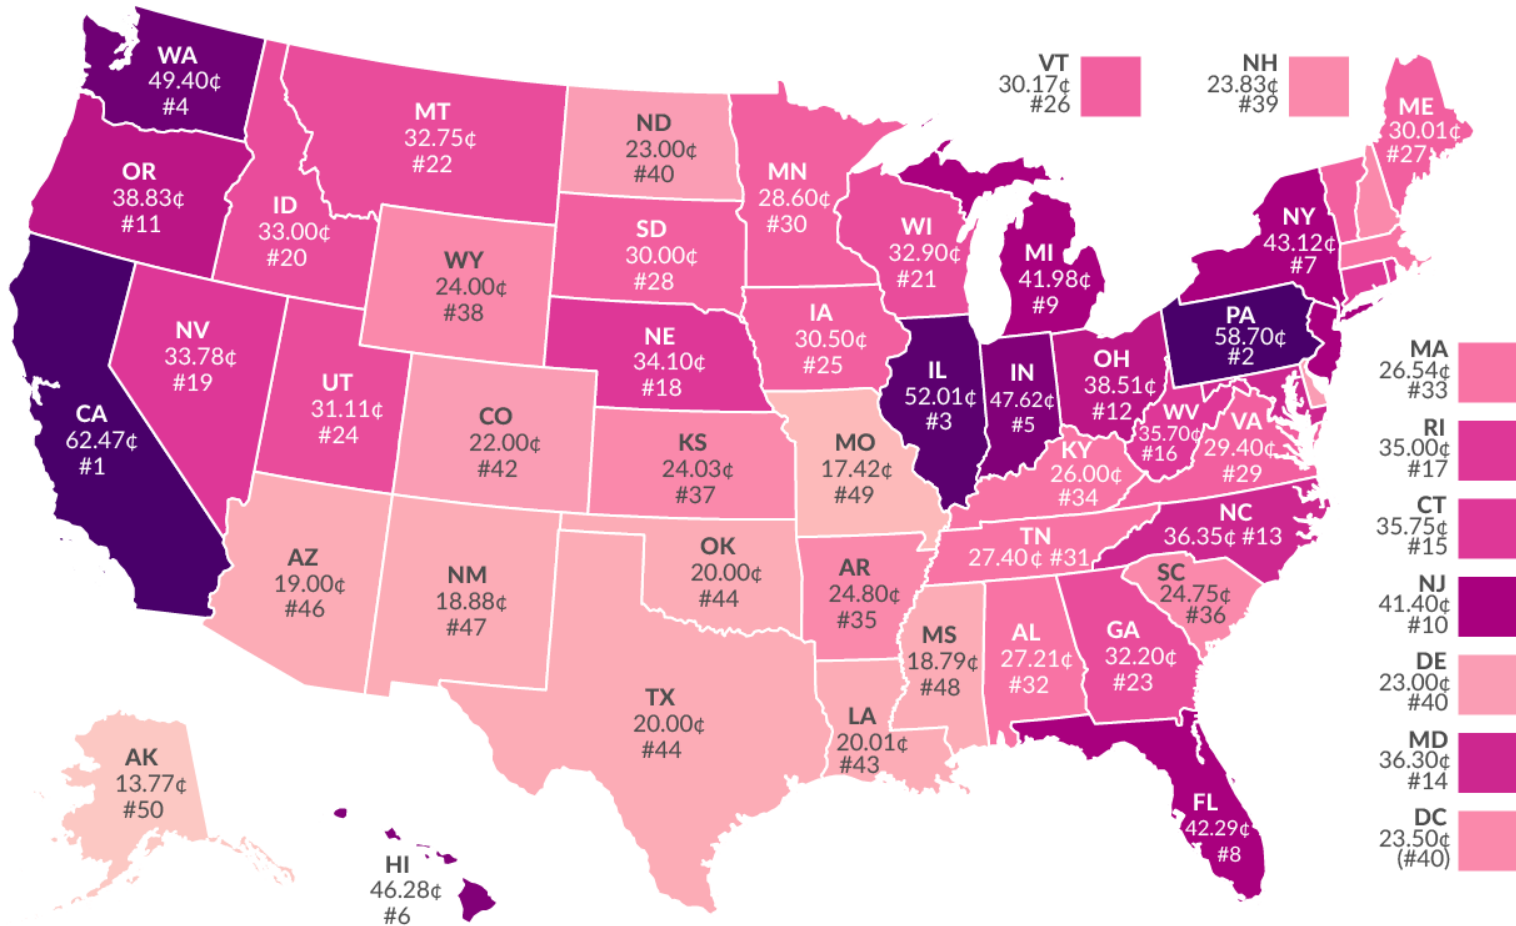 WA
49.40¢
#4
MT
32.75¢
#22
ND
23.00¢
#40
VT
30.17¢
#26
NH
23.83¢
#39
ME
30.01¢
#27
OR
38.83¢
#11
ID
33.00¢
#20
MN
28.60¢
#30
SD
30.00¢
#28
WI
32.90¢
#21
MI
41.98¢
#9
NY
43.12¢
#7
WY
24.00¢
#38
NV
33.78¢
#19
UT
31.11¢
#24
NE
34.10¢
#18
IA
30.50¢
#25
IL
52.01¢
#3
IN
47.62¢
#5
OH
38.51¢
#12
PA
58.70¢
#2
CA
62.47¢
#1
CO
22.00¢
#42
KS
24.03¢
#37
MO
17.42¢
#49
KY
26.00¢
#34
WV
35.70¢
#16
VA
29.40¢
#29
MA
26.54¢
#33
RI
35.00¢
#17
CT
35.75¢
#15
NJ
41.40¢
#10
DE
23.00¢
#40
MD
36.30¢
#14
DC
23.50¢
(#40)
AZ
19.00¢
#46
NM
18.88¢
#47
OK
20.00¢
#44
AR
24.80¢
#35
TN
27.40¢ #31
NC
36.35¢ #13
SC
24.75¢
#36
MS
18.79¢
#48
AL
27.21¢
#32
GA
32.20¢
#23
TX
20.00¢
#44
LA
20.01¢
#43
FL
42.29¢
#8
AK
13.77¢
#50
HI
46.28¢
#6